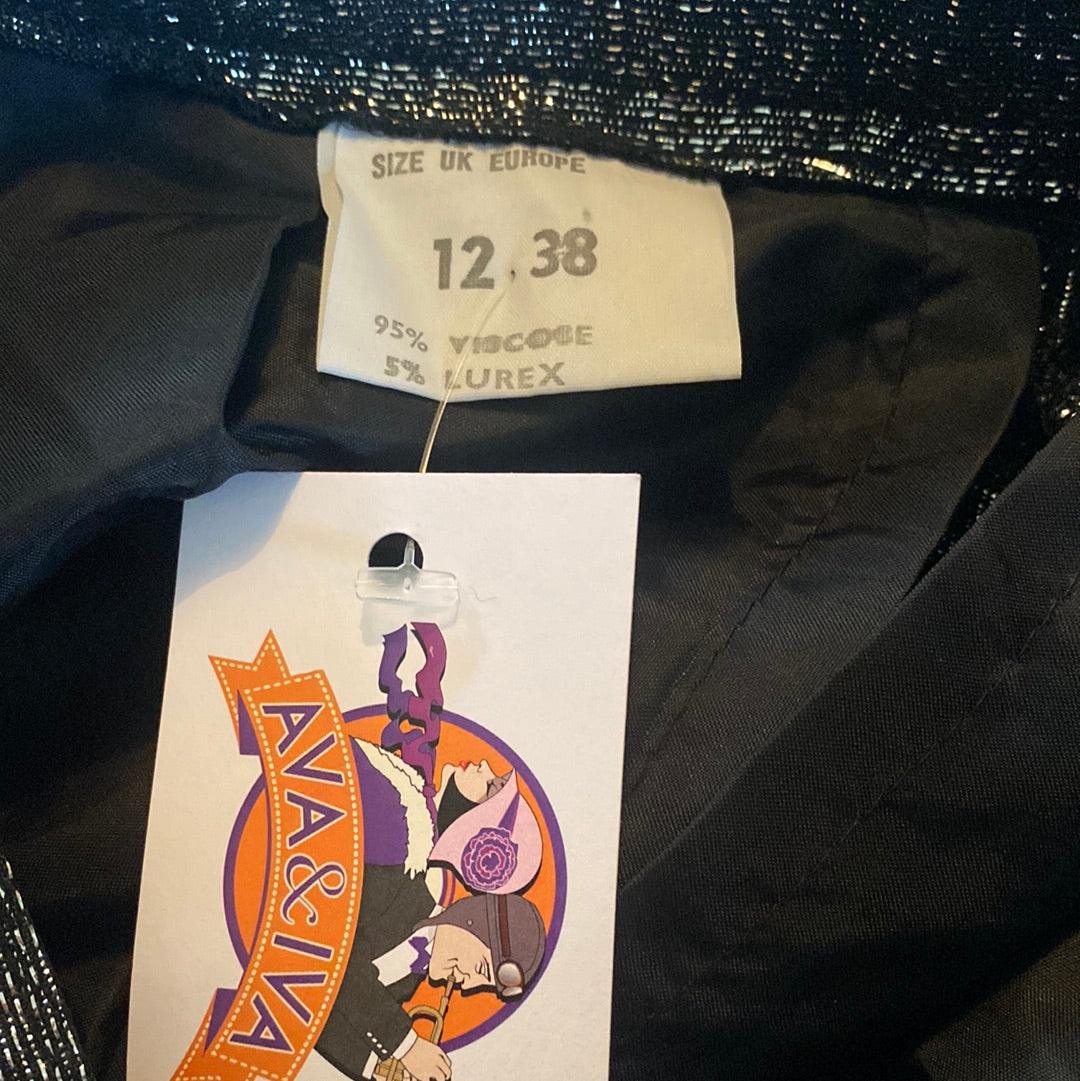 SIZE UK EUROPE
12 . 38
95% VISCOSE
5% LUREX
AVA & IVA